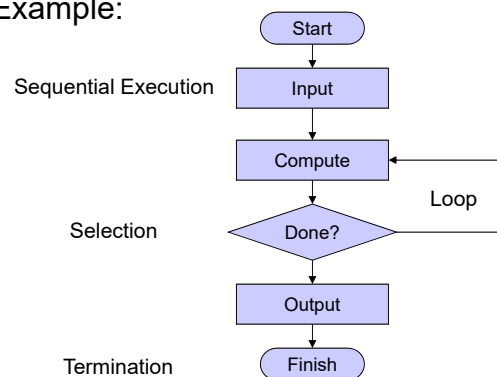 Example:
Start
Sequential Execution
Input
Compute
Loop
Selection
Done?
Output
Termination
Finish